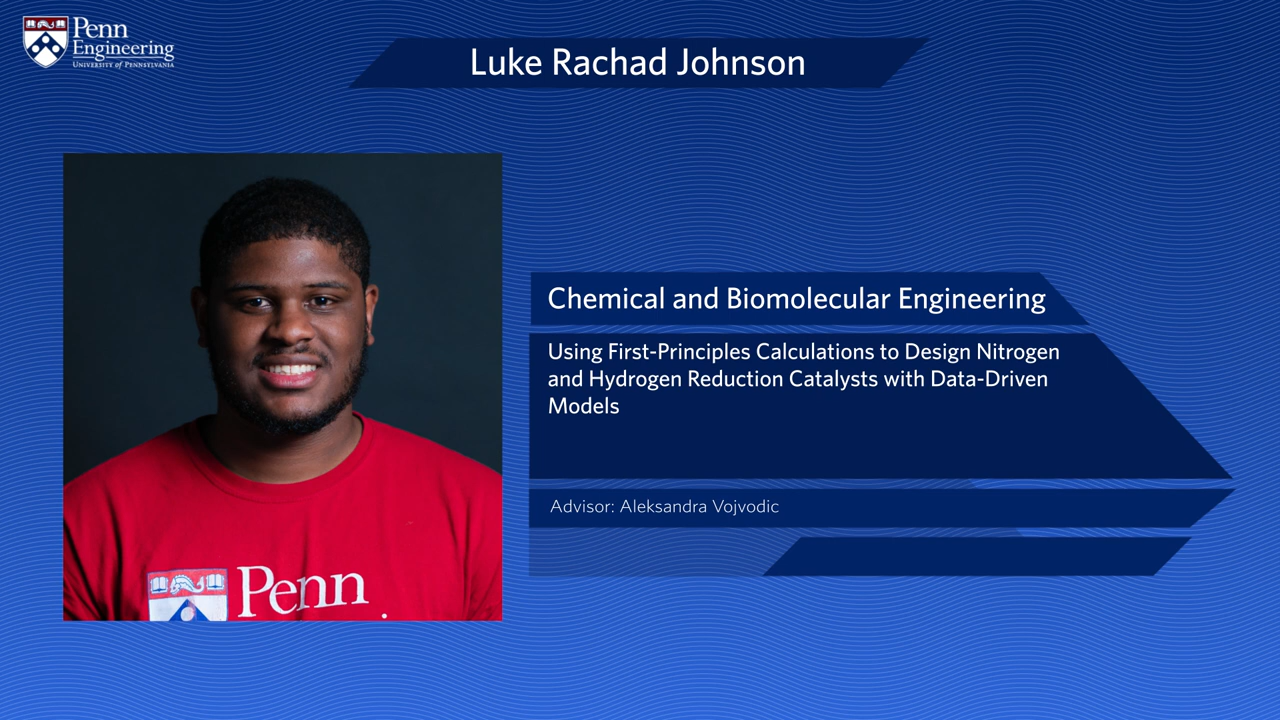 Penn
Engineering
UNIVERSITY of PENNSYLVANIA
Luke Rachad Johnson
Chemical and Biomolecular Engineering
Using First-Principles Calculations to Design Nitrogen
and Hydrogen Reduction Catalysts with Data-Driven
Models
Advisor: Aleksandra Vojvodic
Penn